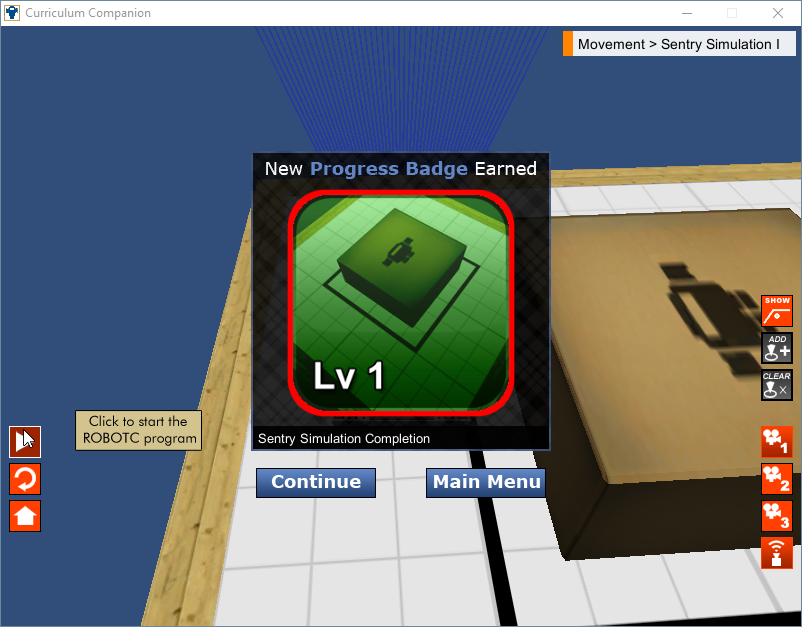 Curriculum Companion
Movement > Sentry Simulation I
New Progress Badge Earned
Lv 1
Sentry Simulation Completion
Continue
Main Menu
Click to start the
ROBOTC program
SHOW
ADD
CLEAR
1
2
3